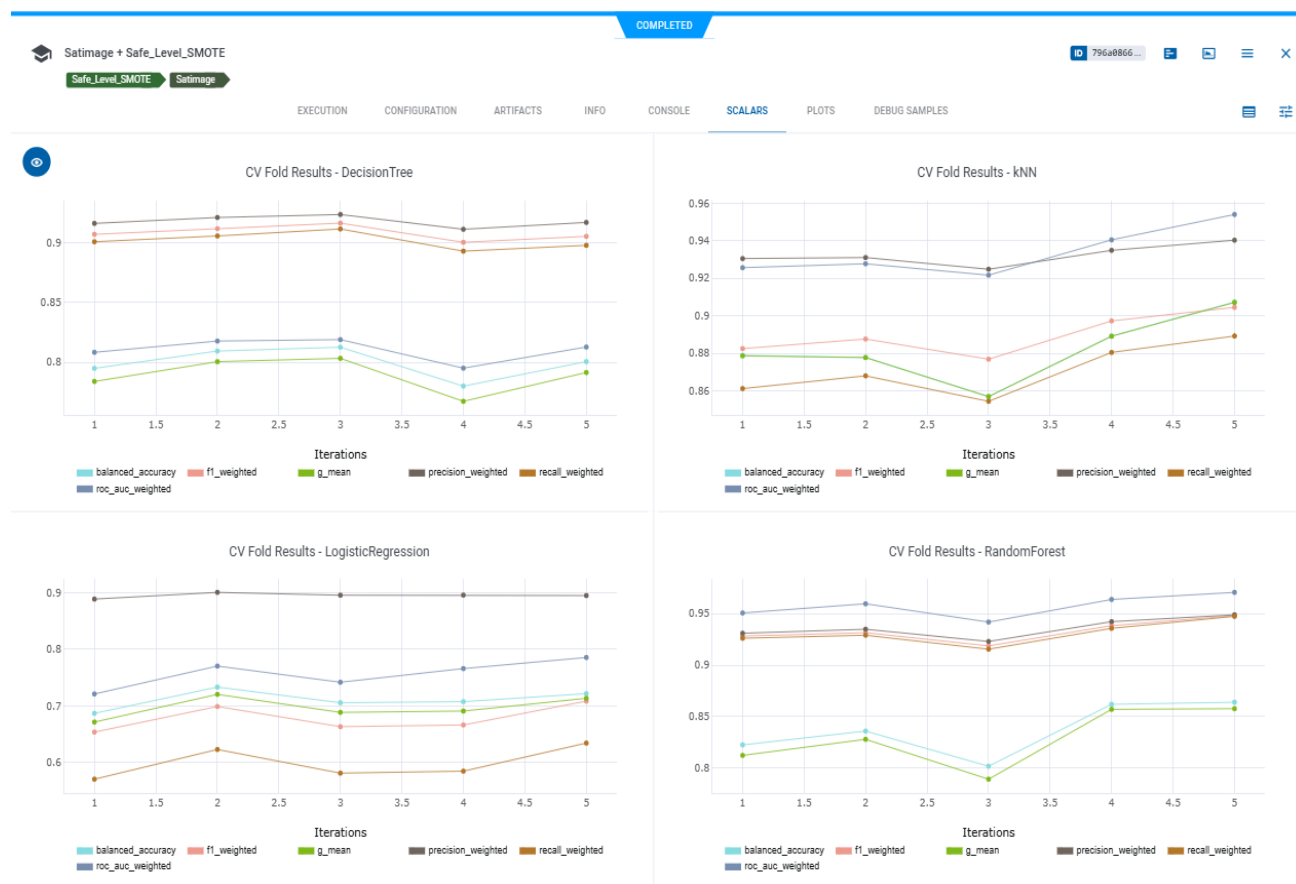 COMPLETED
Satimage + Safe_Level_SMOTE
ID 796a0866...
Safe_Level_SMOTE Satimage
EXECUTION CONFIGURATION ARTIFACTS INFO CONSOLE SCALARS PLOTS DEBUG SAMPLES
CV Fold Results - DecisionTree
0.9
0.85
0.8
1 1.5 2 2.5 3 3.5 4 4.5 5
Iterations
balanced_accuracy f1_weighted g_mean precision_weighted recall_weighted
roc_auc_weighted
CV Fold Results - kNN
0.96
0.94
0.92
0.9
0.88
0.86
1 1.5 2 2.5 3 3.5 4 4.5 5
Iterations
balanced_accuracy f1_weighted g_mean precision_weighted recall_weighted
roc_auc_weighted
CV Fold Results - LogisticRegression
0.9
0.8
0.7
0.6
1 1.5 2 2.5 3 3.5 4 4.5 5
Iterations
balanced_accuracy f1_weighted g_mean precision_weighted recall_weighted
roc_auc_weighted
CV Fold Results - RandomForest
0.95
0.9
0.85
0.8
1 1.5 2 2.5 3 3.5 4 4.5 5
Iterations
balanced_accuracy f1_weighted g_mean precision_weighted recall_weighted
roc_auc_weighted